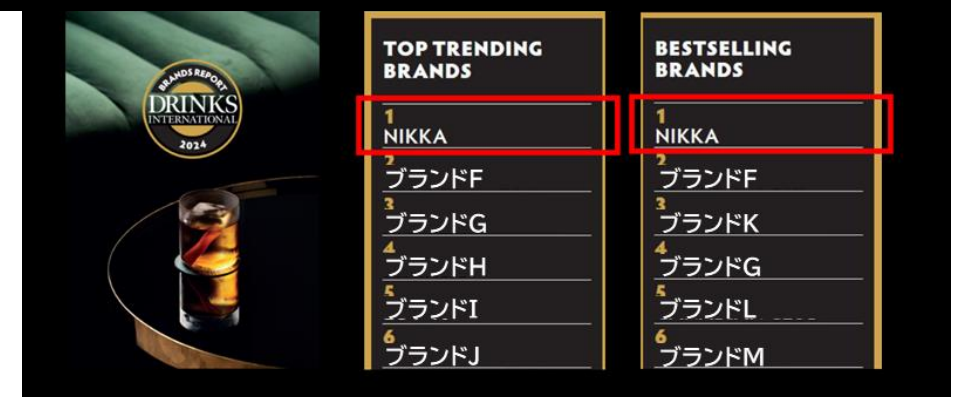 BRANDS REPORT
DRINKS
INTERNATIONAL
2024
TOP TRENDING
BRANDS
1
NIKKA
2
ブランドF
3
ブランドG
4
ブランドH
5
ブランドI
6
ブランドJ
BESTSELLING
BRANDS
1
NIKKA
2
ブランドF
3
ブランドK
4
ブランドG
5
ブランドL
6
ブランドM